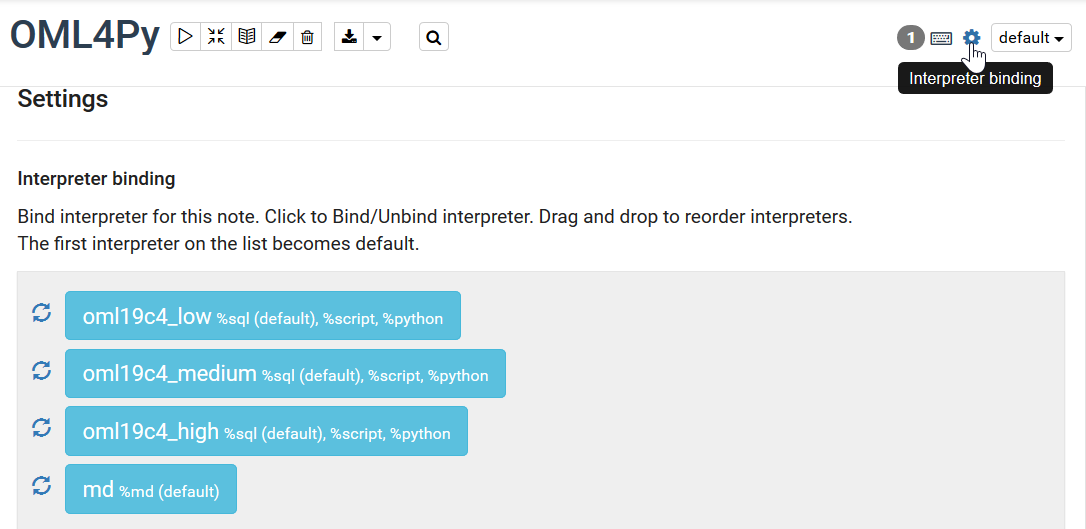 OML4Py
1
default
Interpreter binding
Settings
Interpreter binding
Bind interpreter for this note. Click to Bind/Unbind interpreter. Drag and drop to reorder interpreters.
The first interpreter on the list becomes default.
oml19c4_low %sql (default), %script, %python
oml19c4_medium %sql (default), %script, %python
oml19c4_high %sql (default), %script, %python
md %md (default)